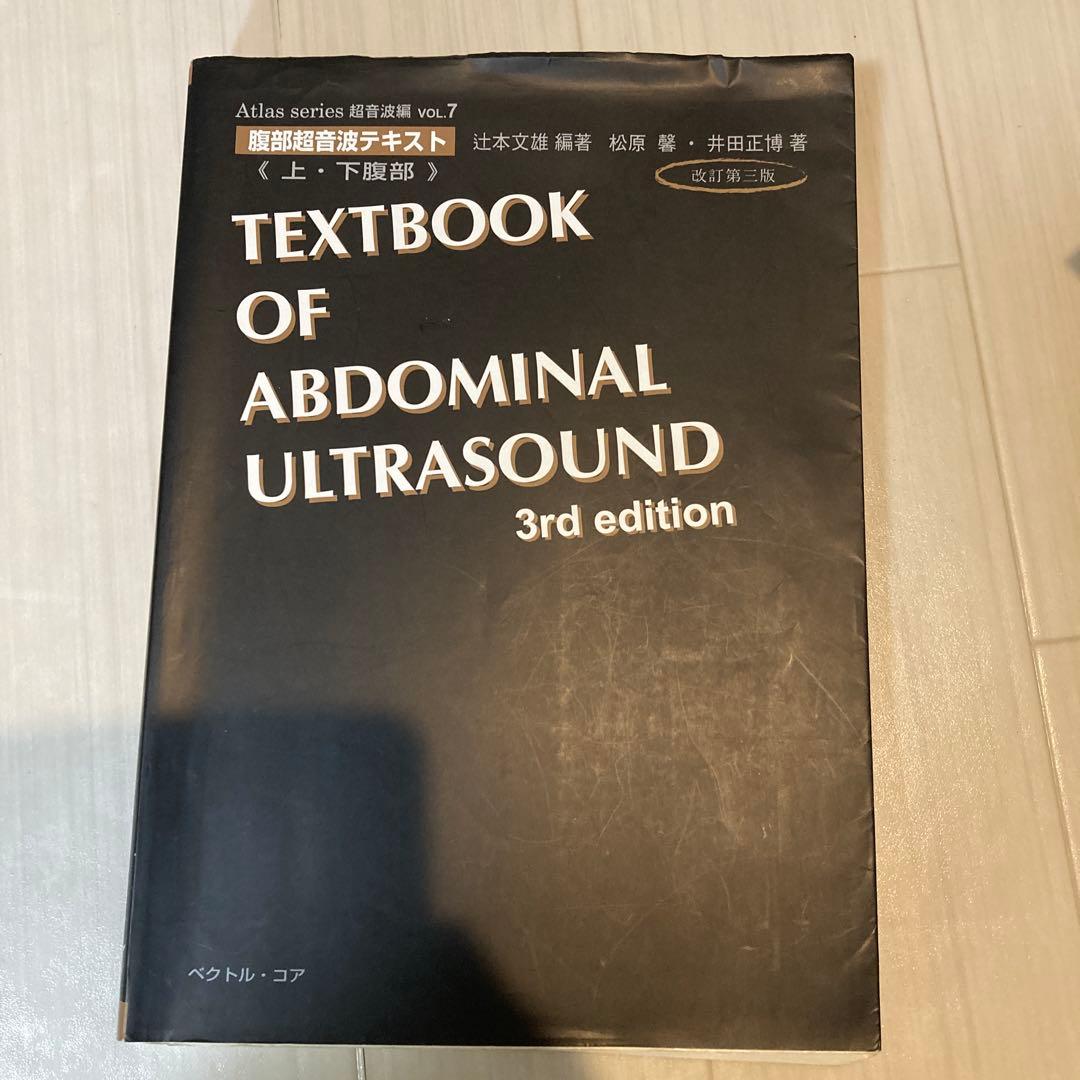 Atlas series 超音波編 VOL.7
腹部超音波テキスト 辻本文雄 編著 松原 馨・井田正博 著
《 上・下腹部 》 改訂第三版
TEXTBOOK
OF
ABDOMINAL
ULTRASOUND
3rd edition
ベクトル・コア